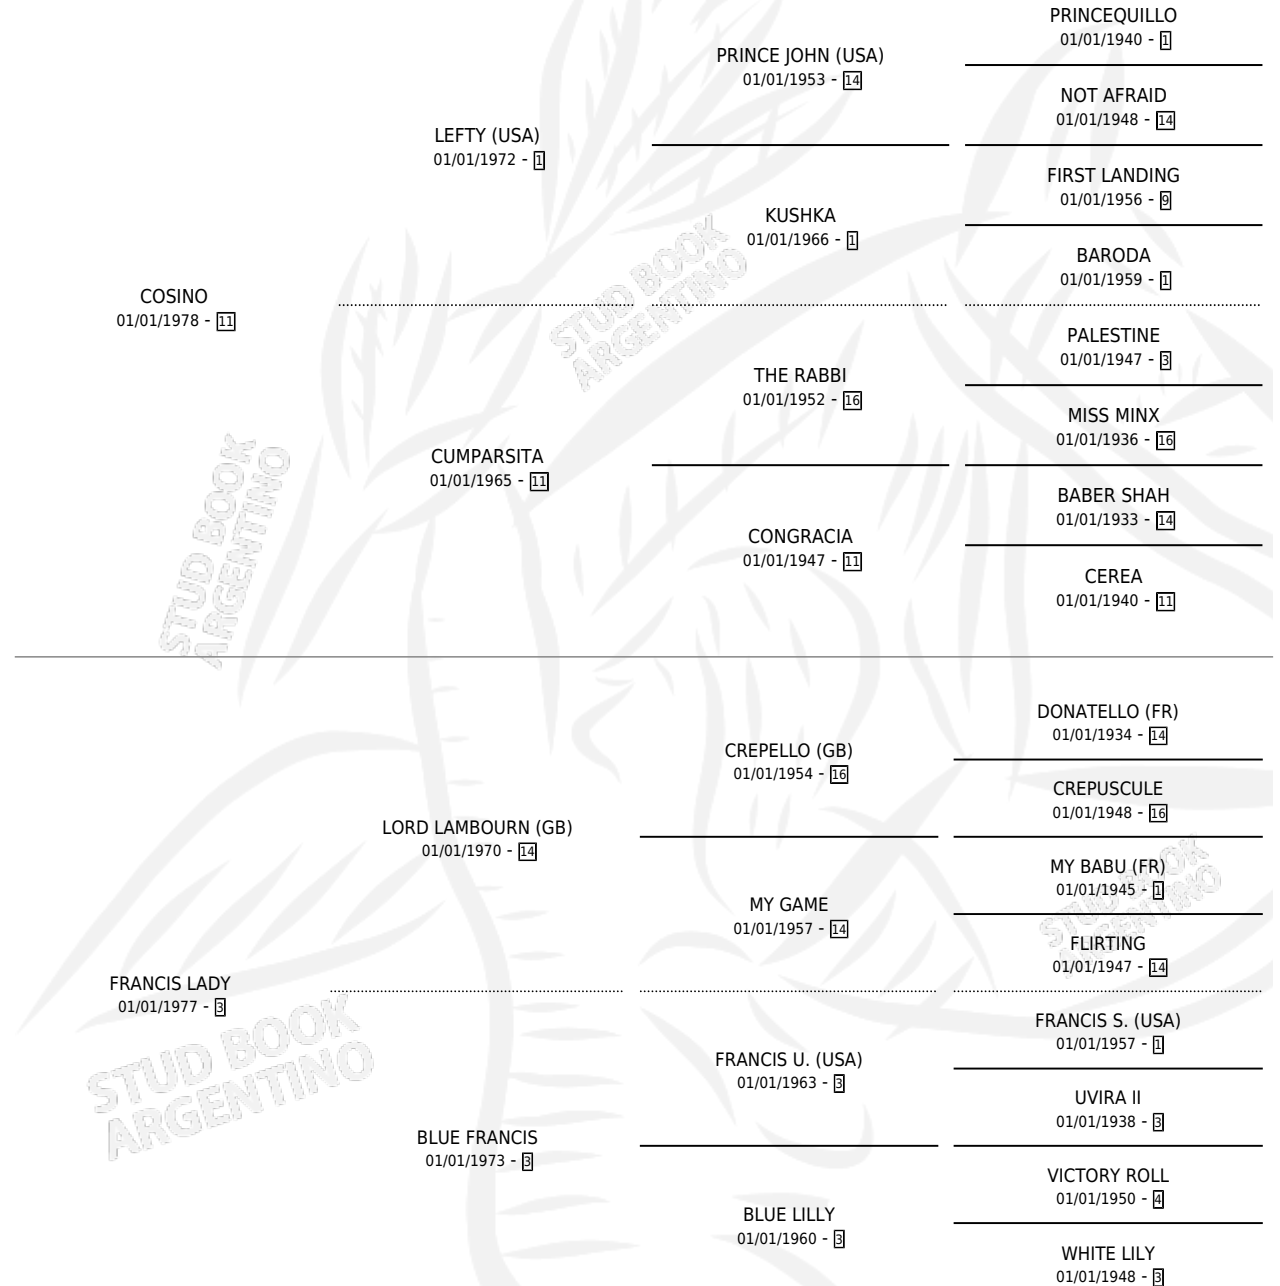 PRINCEQUILLO
01/01/1940 - 1
PRINCE JOHN (USA)
01/01/1953 - 14
NOT AFRAID
01/01/1948 - 14
LEFTY (USA)
01/01/1972 - 1
FIRST LANDING
01/01/1956 - 9
KUSHKA
01/01/1966 - 1
BARODA
01/01/1959 - 1
COSINO
01/01/1978 - 11
PALESTINE
01/01/1947 - 3
THE RABBI
01/01/1952 - 16
MISS MINX
01/01/1936 - 16
CUMPARSITA
01/01/1965 - 11
BABER SHAH
01/01/1933 - 14
CONGRACIA
01/01/1947 - 11
CEREA
01/01/1940 - 11
DONATELLO (FR)
01/01/1934 - 14
CREPELLO (GB)
01/01/1954 - 16
CREPUSCULE
01/01/1948 - 16
LORD LAMBOURN (GB)
01/01/1970 - 14
MY BABU (FR)
01/01/1945 - 1
MY GAME
01/01/1957 - 14
FLIRTING
01/01/1947 - 14
FRANCIS LADY
01/01/1977 - 3
FRANCIS S. (USA)
01/01/1957 - 1
FRANCIS U. (USA)
01/01/1963 - 3
UVIRA II
01/01/1938 - 3
BLUE FRANCIS
01/01/1973 - 3
VICTORY ROLL
01/01/1950 - 4
BLUE LILLY
01/01/1960 - 3
WHITE LILY
01/01/1948 - 3
STUD BOOK
ARGENTINO
STUD BOOK
ARGENTINO
STUD BOOK
ARGENTINO
STUD BOOK
ARGENTINO